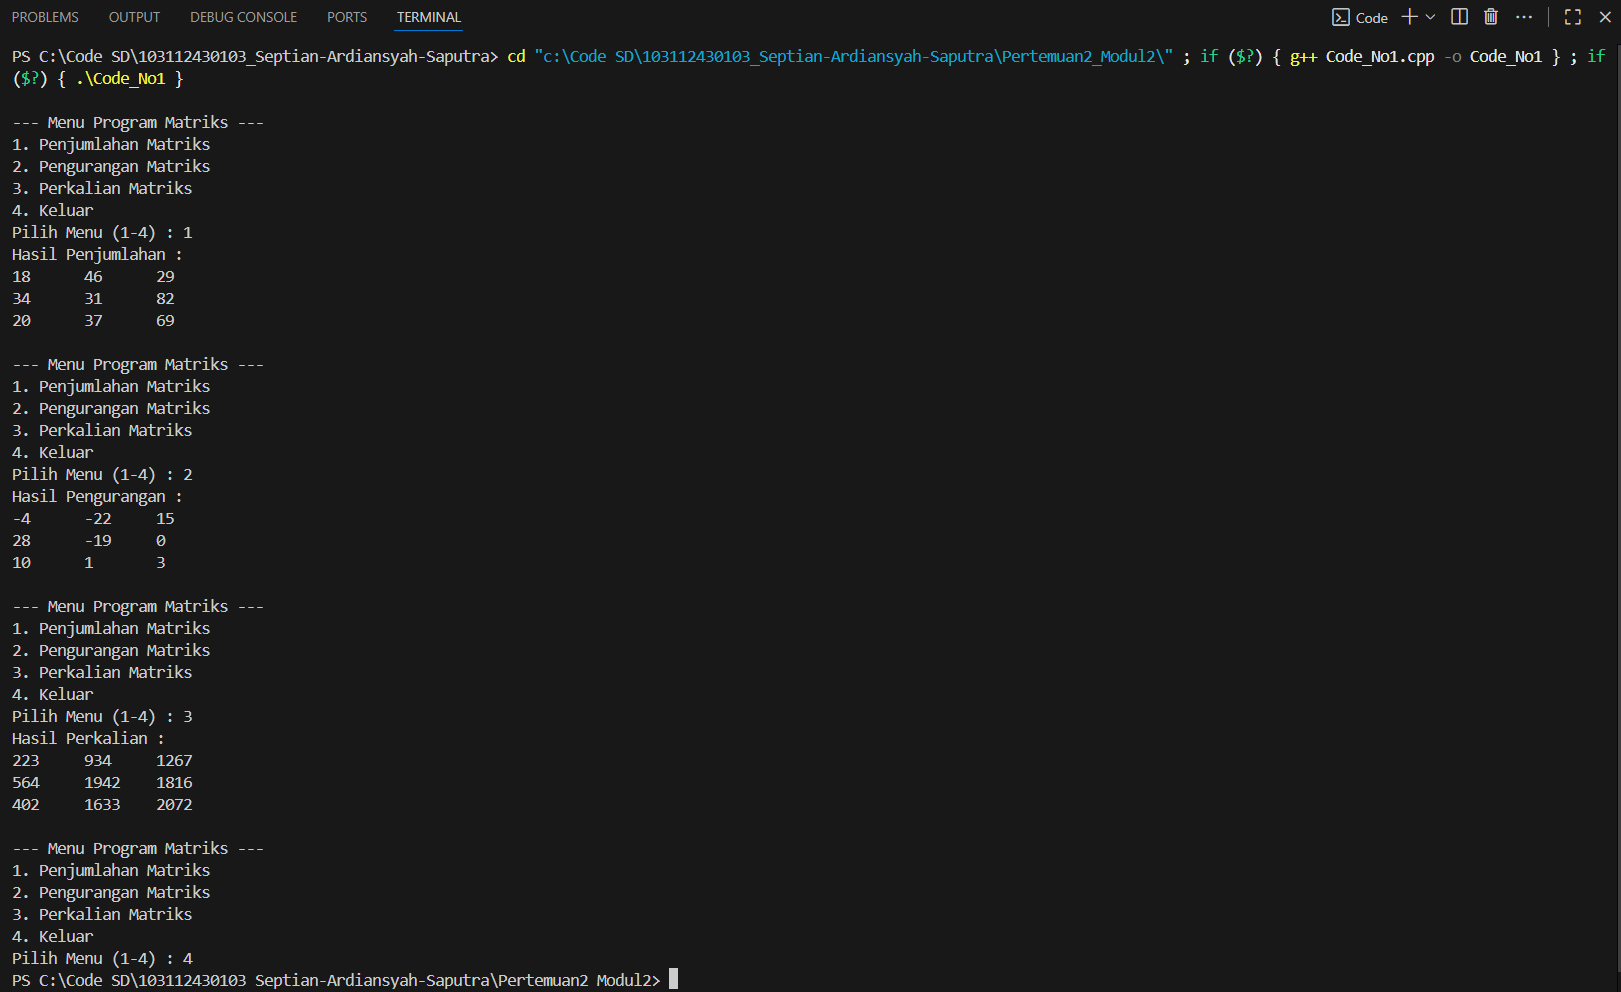 PROBLEMS OUTPUT DEBUG CONSOLE PORTS TERMINAL Code
PS C:\Code SD\103112430103_Septian-Ardiansyah-Saputra> cd "c:\Code SD\103112430103_Septian-Ardiansyah-Saputra\Pertemuan2_Modul2\" ; if ($?) { g++ Code_No1.cpp -o Code_No1 } ; if
($?) { .\Code_No1 }
--- Menu Program Matriks ---
1. Penjumlahan Matriks
2. Pengurangan Matriks
3. Perkalian Matriks
4. Keluar
Pilih Menu (1-4) : 1
Hasil Penjumlahan :
18 46 29
34 31 82
20 37 69
--- Menu Program Matriks ---
1. Penjumlahan Matriks
2. Pengurangan Matriks
3. Perkalian Matriks
4. Keluar
Pilih Menu (1-4) : 2
Hasil Pengurangan :
-4 -22 15
28 -19 0
10 1 3
--- Menu Program Matriks ---
1. Penjumlahan Matriks
2. Pengurangan Matriks
3. Perkalian Matriks
4. Keluar
Pilih Menu (1-4) : 3
Hasil Perkalian :
223 934 1267
564 1942 1816
402 1633 2072
--- Menu Program Matriks ---
1. Penjumlahan Matriks
2. Pengurangan Matriks
3. Perkalian Matriks
4. Keluar
Pilih Menu (1-4) : 4
PS C:\Code SD\103112430103 Septian-Ardiansyah-Saputra\Pertemuan2 Modul2>